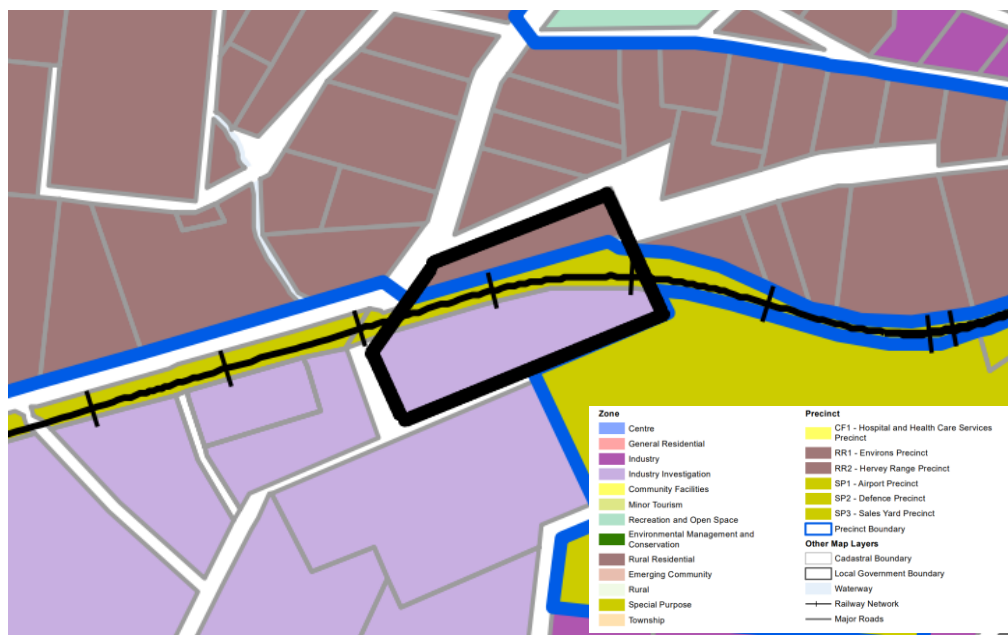 Zone
Centre
General Residential
Industry
Industry Investigation
Community Facilities
Minor Tourism
Recreation and Open Space
Environmental Management and
Conservation
Rural Residential
Emerging Community
Rural
Special Purpose
Township
Precinct
CF1 - Hospital and Health Care Services
Precinct
RR1 - Environs Precinct
RR2 - Hervey Range Precinct
SP1 - Airport Precinct
SP2 - Defence Precinct
SP3 - Sales Yard Precinct
Precinct Boundary
Other Map Layers
Cadastral Boundary
Local Government Boundary
Waterway
Railway Network
Major Roads